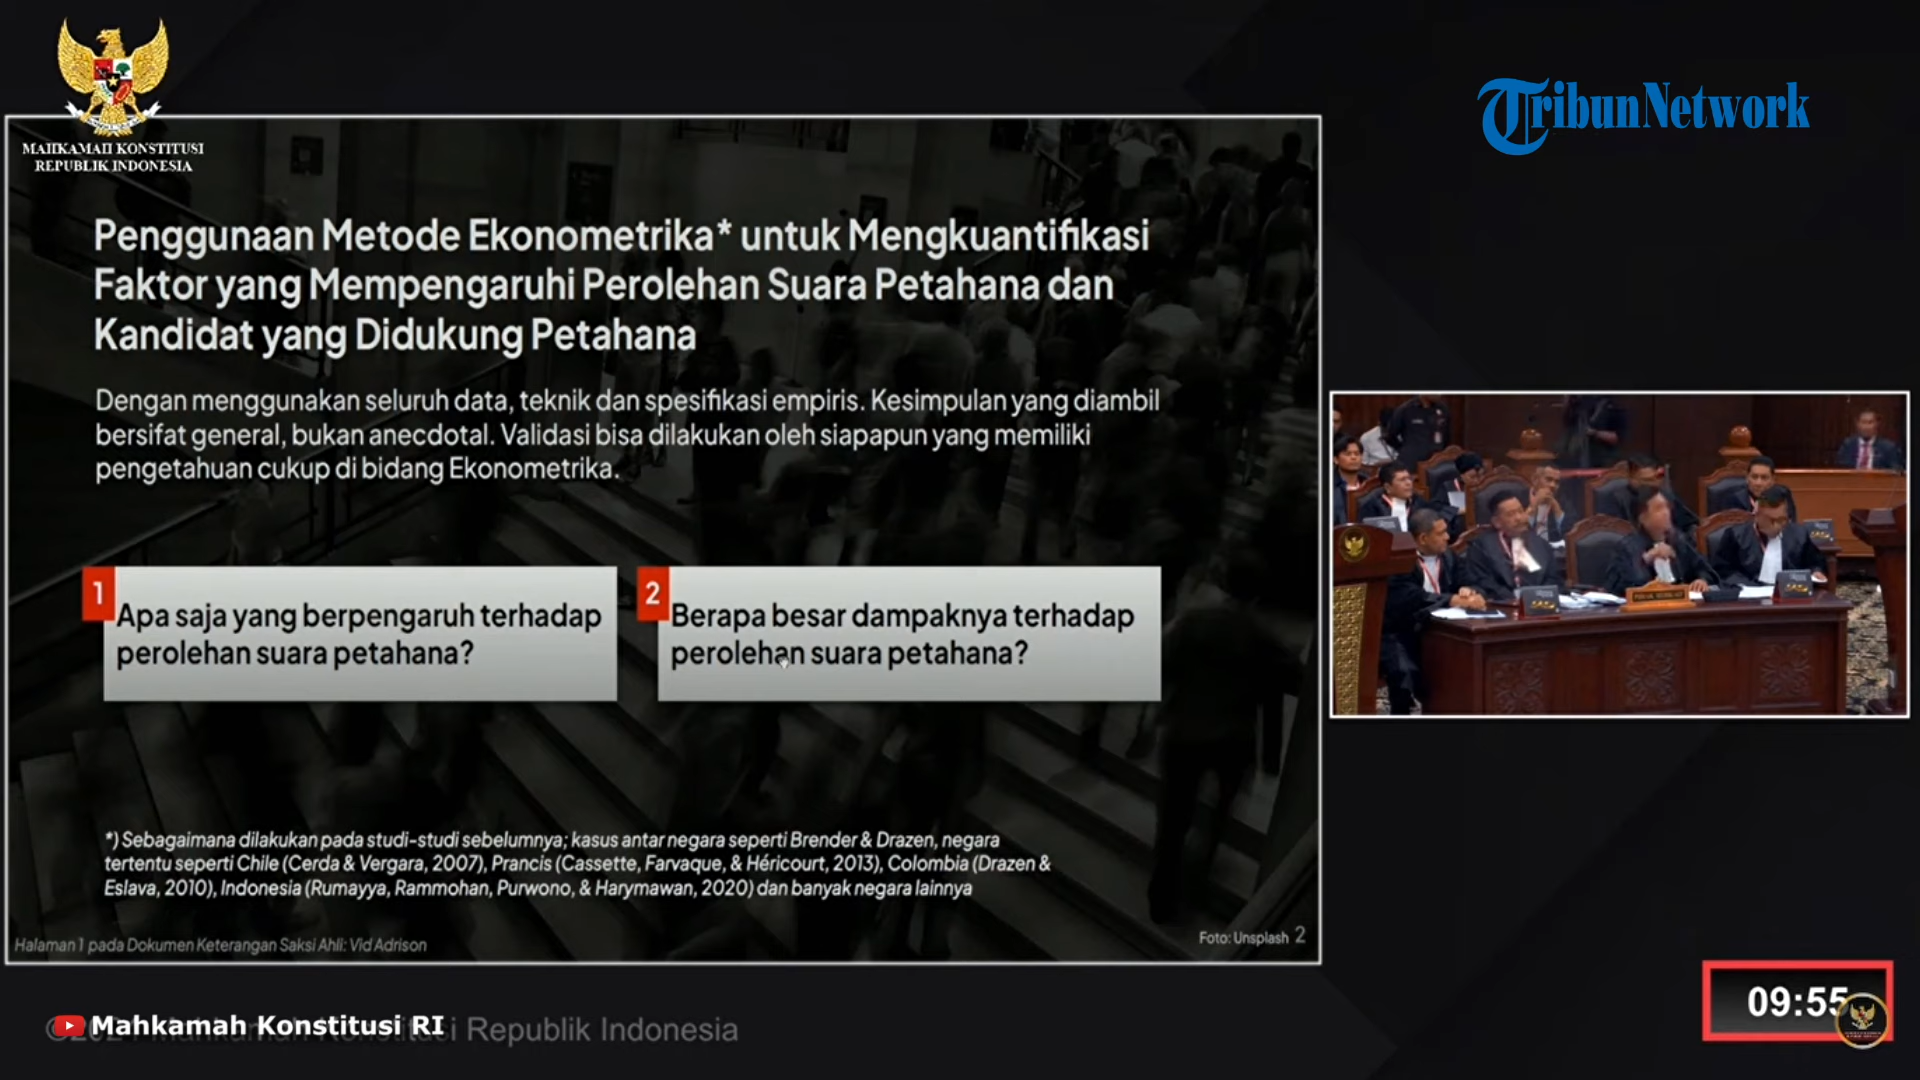 MAHKAMAH KONSTITUSI
REPUBLIK INDONESIA
TribunNetwork
Penggunaan Metode Ekonometrika* untuk Mengkuantifikasi
Faktor yang Mempengaruhi Perolehan Suara Petahana dan
Kandidat yang Didukung Petahana
Dengan menggunakan seluruh data, teknik dan spesifikasi empiris. Kesimpulan yang diambil
bersifat general, bukan anecdotal. Validasi bisa dilakukan oleh siapapun yang memiliki
pengetahuan cukup di bidang Ekonometrika.
1
Apa saja yang berpengaruh terhadap
perolehan suara petahana?
2
Berapa besar dampaknya terhadap
perolehan suara petahana?
*) Sebagaimana dilakukan pada studi-studi sebelumnya; kasus antar negara seperti Brender & Drazen, negara
tertentu seperti Chile (Cerda & Vergara, 2007), Prancis (Cassette, Farvaque, & Héricourt, 2013), Colombia (Drazen &
Eslava, 2010), Indonesia (Rumayya, Rammohan, Purwono, & Harymawan, 2020) dan banyak negara lainnya
Halaman 1 pada Dokumen Keterangan Saksi Ahli: Vid Adrison
Foto: Unsplash 2
Mahkamah Konstitusi RI
Republik Indonesia
09:55